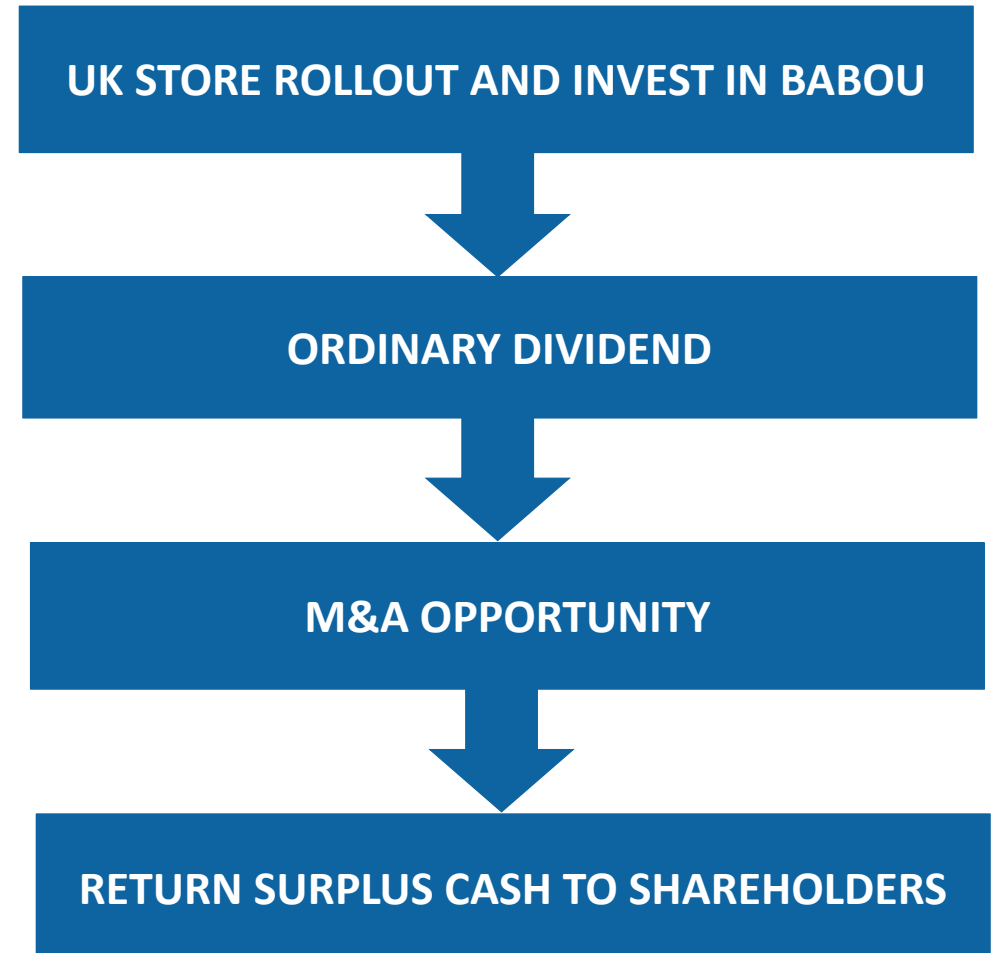 UK STORE ROLLOUT AND INVEST IN BABOU
ORDINARY DIVIDEND
M&A OPPORTUNITY
RETURN SURPLUS CASH TO SHAREHOLDERS